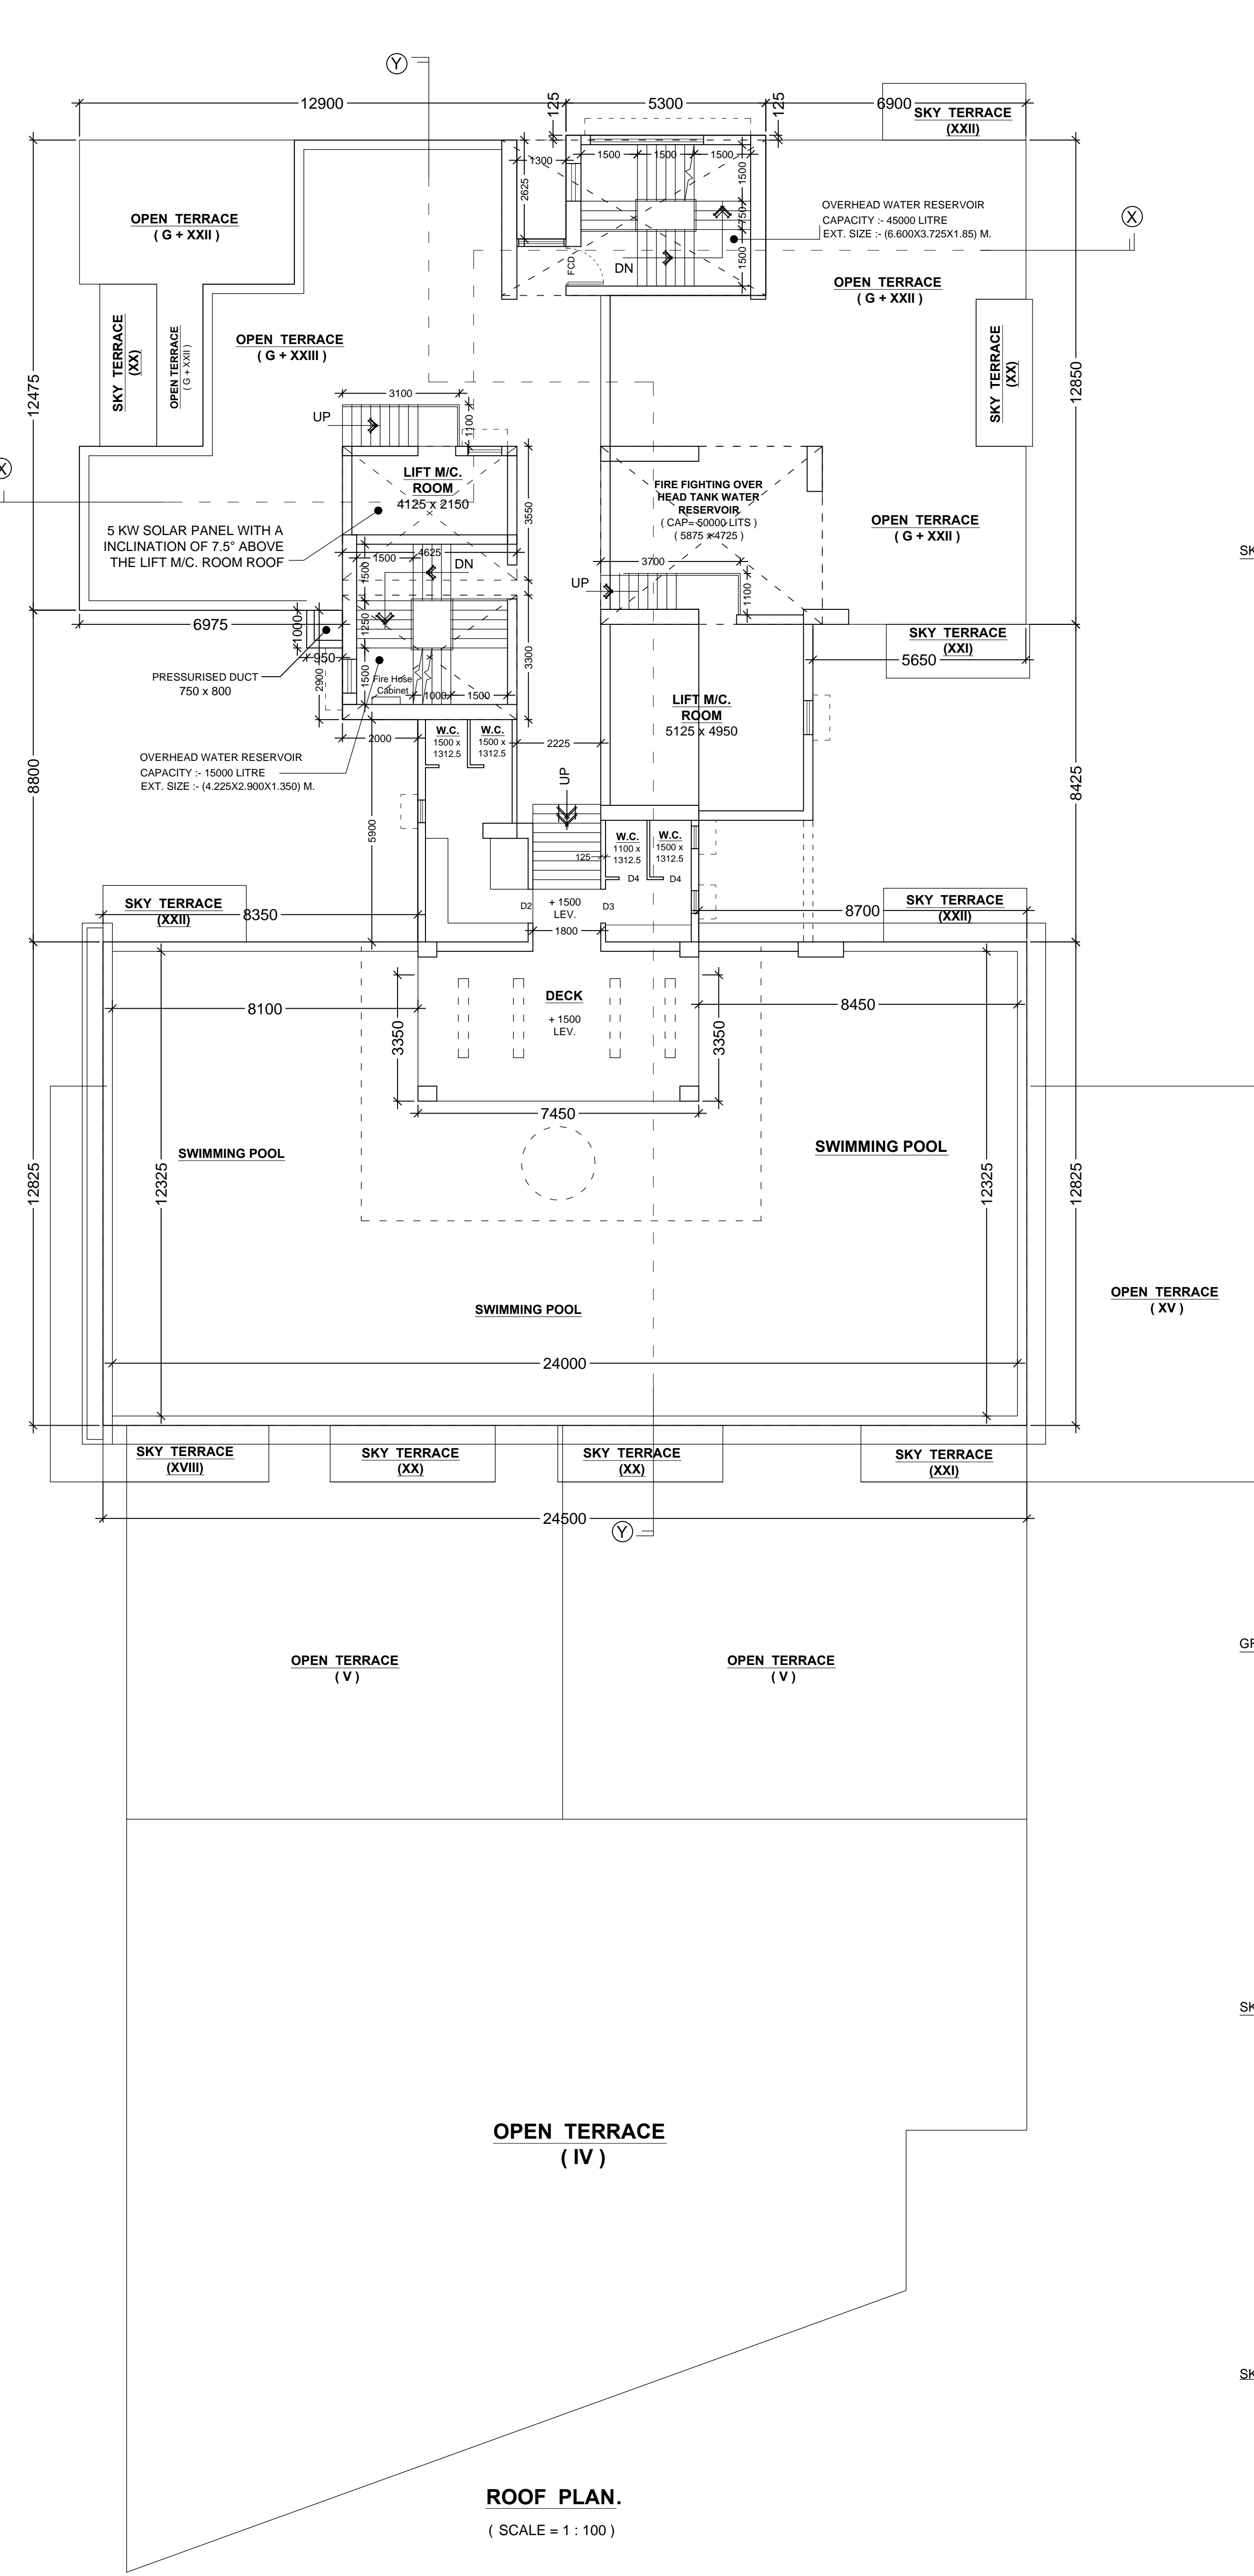 Y
12900
125
5300
125
6900
SKY TERRACE
(XXII)
1300
1500
1500
1500
2625
1500
750
1500
OPEN TERRACE
( G + XXII )
OVERHEAD WATER RESERVOIR
CAPACITY :- 45000 LITRE
EXT. SIZE :- (6.600X3.725X1.85) M.
X
FCD
DN
OPEN TERRACE
( G + XXII )
SKY TERRACE
(XX)
OPEN TERRACE
( G + XXII )
OPEN TERRACE
( G + XXIII )
SKY TERRACE
(XX)
12475
12850
3100
UP
1100
X
LIFT M/C.
ROOM
4125 x 2150
3550
FIRE FIGHTING OVER
HEAD TANK WATER
RESERVOIR
( CAP= 50000 LITS )
( 5875 x 4725 )
OPEN TERRACE
( G + XXII )
5 KW SOLAR PANEL WITH A
INCLINATION OF 7.5° ABOVE
THE LIFT M/C. ROOM ROOF
4625
1500
DN
1500
3700
UP
1100
6975
1000
1250
SKY TERRACE
(XXI)
5650
950
2900
3300
PRESSURISED DUCT
750 x 800
1500
Fire Hose
Cabinet
1000
1500
LIFT M/C.
ROOM
5125 x 4950
W.C.
1500 x
1312.5
W.C.
1500 x
1312.5
2000
2225
OVERHEAD WATER RESERVOIR
CAPACITY :- 15000 LITRE
EXT. SIZE :- (4.225X2.900X1.350) M.
8800
8425
UP
5900
W.C.
1100 x
1312.5
W.C.
1500 x
1312.5
125
D4
D4
SKY TERRACE
(XXII)
8350
D2
+ 1500
LEV.
D3
1800
8700
SKY TERRACE
(XXII)
DECK
+ 1500
LEV.
8100
8450
3350
3350
7450
SWIMMING POOL
SWIMMING POOL
12825
12325
12325
12825
OPEN TERRACE
( XV )
SWIMMING POOL
24000
SKY TERRACE
(XVIII)
SKY TERRACE
(XX)
SKY TERRACE
(XX)
SKY TERRACE
(XXI)
24500
Y
OPEN TERRACE
( V )
OPEN TERRACE
( V )
OPEN TERRACE
( IV )
ROOF PLAN.
( SCALE = 1 : 100 )